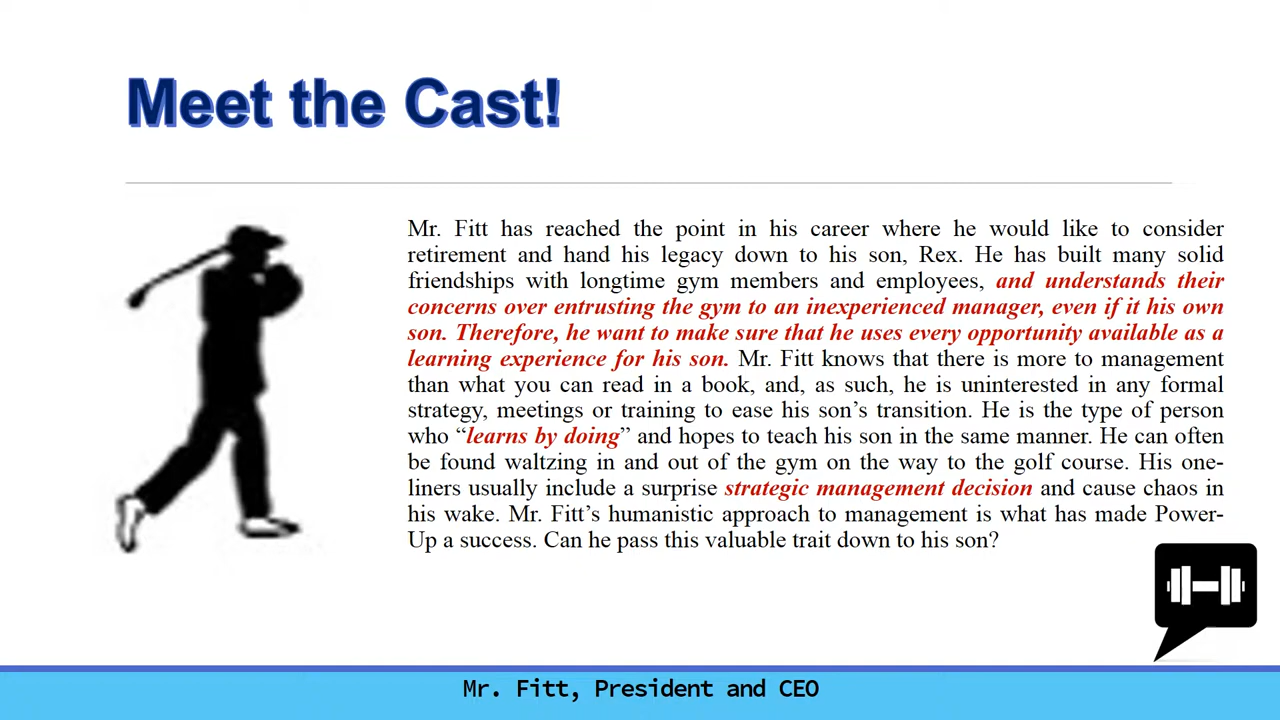 Meet the Cast!
Mr. Fitt has reached the point in his career where he would like to consider
retirement and hand his legacy down to his son, Rex. He has built many solid
friendships with longtime gym members and employees, and understands their
concerns over entrusting the gym to an inexperienced manager, even if it his own
son. Therefore, he want to make sure that he uses every opportunity available as a
learning experience for his son. Mr. Fitt knows that there is more to management
than what you can read in a book, and, as such, he is uninterested in any formal
strategy, meetings or training to ease his son’s transition. He is the type of person
who “learns by doing” and hopes to teach his son in the same manner. He can often
be found waltzing in and out of the gym on the way to the golf course. His one-
liners usually include a surprise strategic management decision and cause chaos in
his wake. Mr. Fitt’s humanistic approach to management is what has made Power-
Up a success. Can he pass this valuable trait down to his son?
Mr. Fitt, President and CEO